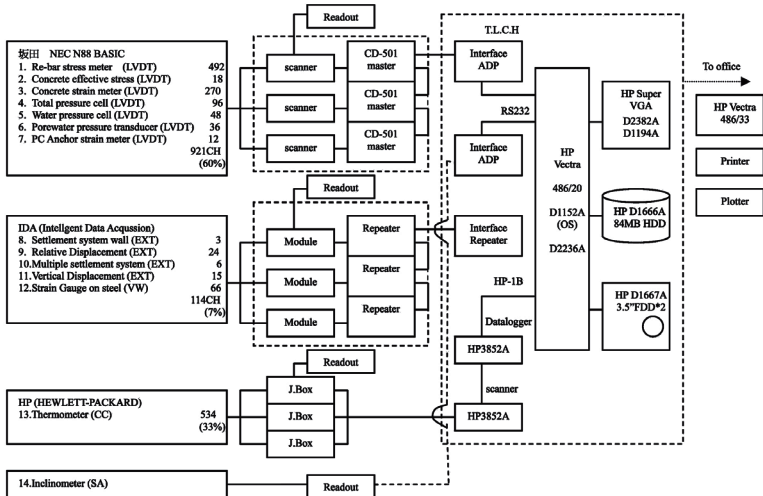 坂田 NEC N88 BASIC
1. Re-bar stress meter (LVDT) 492
2. Concrete effective stress (LVDT) 18
3. Concrete strain meter (LVDT) 270
4. Total pressure cell (LVDT) 96
5. Water pressure cell (LVDT) 48
6. Porewater pressure transducer (LVDT) 36
7. PC Anchor strain meter (LVDT) 12
921CH
(60%)
IDA (Intellgent Data Acqussion)
8. Settlement system wall (EXT) 3
9. Relative Displacement (EXT) 24
10.Multiple settlement system (EXT) 6
11.Vertical Displacement (EXT) 15
12.Strain Gauge on steel (VW) 66
114CH
(7%)
HP (HEWLETT-PACKARD)
13.Thermometer (CC) 534
(33%)
14.Inclinometer (SA)
Readout
scanner
scanner
scanner
CD-501
master
CD-501
master
CD-501
master
Readout
Module
Module
Module
Repeater
Repeater
Repeater
Readout
J.Box
J.Box
J.Box
Readout
T.L.C.H
Interface
ADP
RS232
Interface
ADP
Interface
Repeater
HP-1B
Datalogger
HP3852A
scanner
HP3852A
HP
Vectra
486/20
D1152A
(OS)
D2236A
HP Super
VGA
D2382A
D1194A
HP D1666A
84MB HDD
HP D1667A
3.5"FDD*2
To office
HP Vectra
486/33
Printer
Plotter